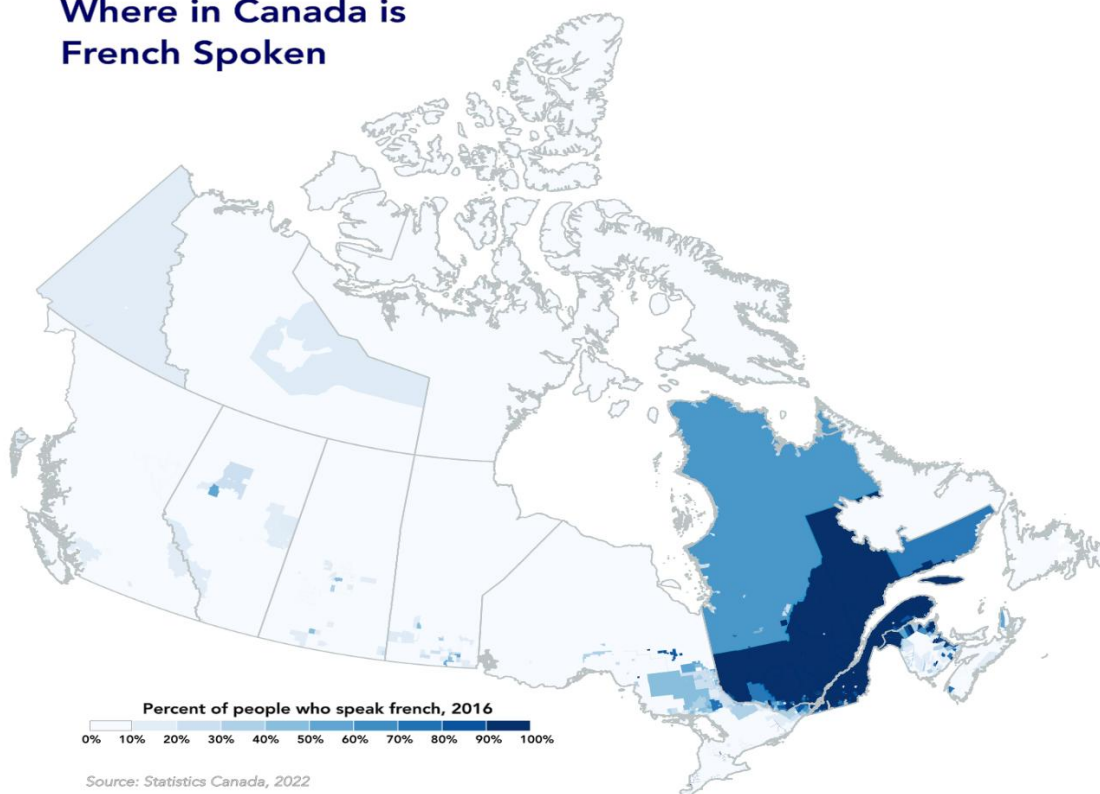 Where in Canada is
French Spoken
Percent of people who speak french, 2016
0% 10% 20% 30% 40% 50% 60% 70% 80% 90% 100%
Source: Statistics Canada, 2022